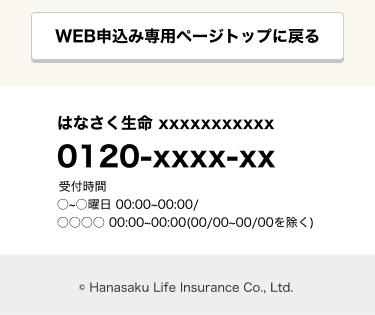 WEB申込み専用ページトップに戻る
はなさく生命 xxxxxxxxxxx
0120-xxxx-xx
受付時間
〇~〇曜日 00:00~00:00/
〇〇〇〇 00:00~00:00(00/00~00/00を除く)
© Hanasaku Life Insurance Co., Ltd.